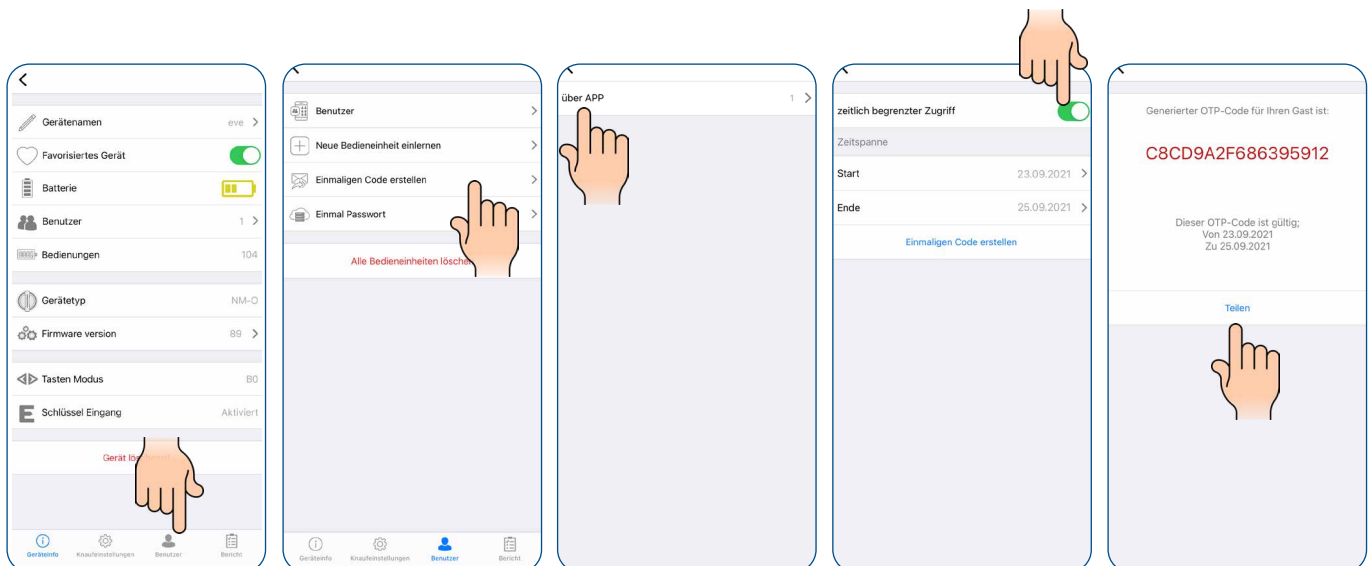 Gerätenamen eve
Favorisiertes Gerät
Batterie
Benutzer 1
Bedienungen 104
Gerätetyp NM-O
Firmware version 89
Tasten Modus B0
E Schlüssel Eingang Aktiviert
Gerät
Geräteinfo Knaufeinstellungen Benutzer Bericht
Benutzer
Neue Bedieneinheit einlernen
Einmaligen Code erstellen
Einmal Passwort
Alle Bedieneinheiten löschen
Geräteinfo Knaufeinstellungen Benutzer Bericht
über APP 1
zeitlich begrenzter Zugriff
Zeitspanne
Start 23.09.2021
Ende 25.09.2021
Einmaligen Code erstellen
Generierter OTP-Code für Ihren Gast ist:
C8CD9A2F686395912
Dieser OTP-Code ist gültig;
Von 23.09.2021
Zu 25.09.2021
Teilen